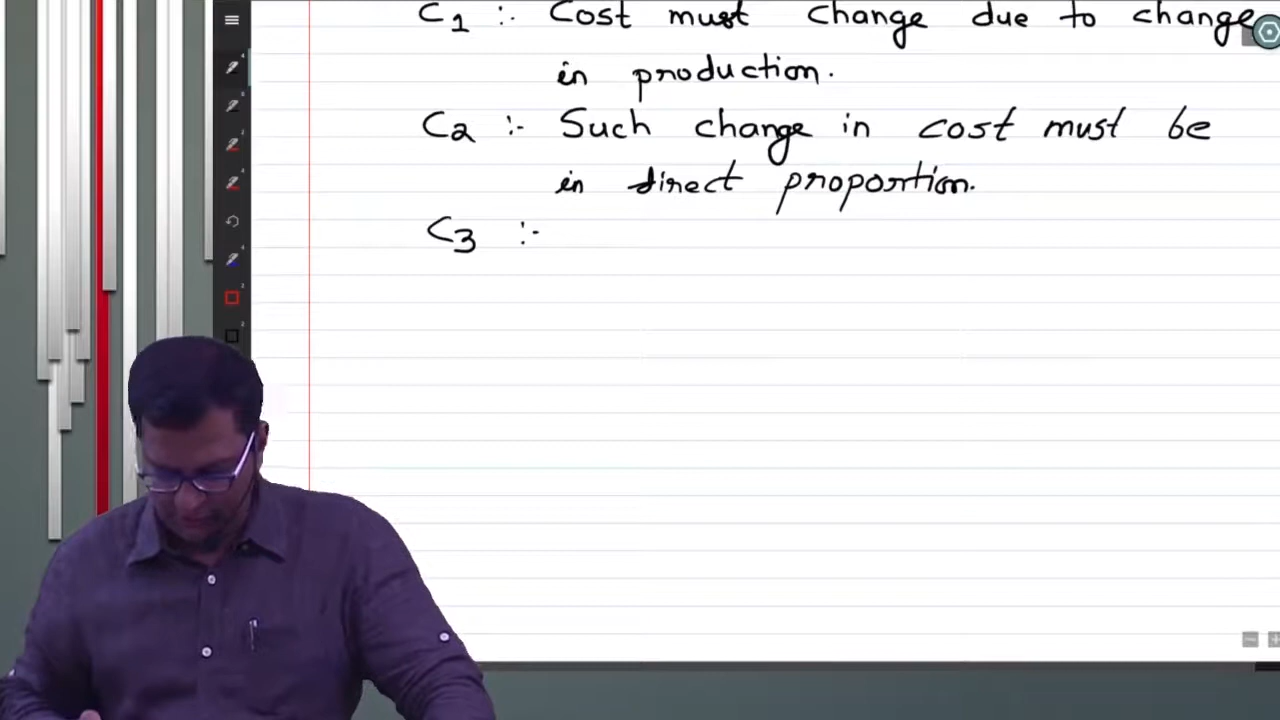 C1 :- Cost must change due to change
in production.
C2 :- Such change in cost must be
in direct proportion.
C3 :-